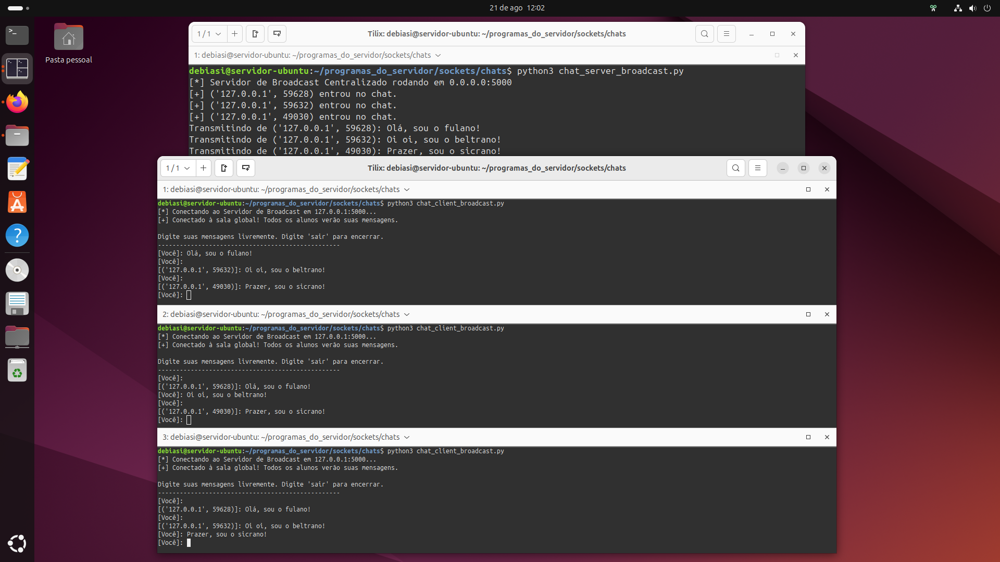 21 de ago 12:02
Pasta pessoal
1 / 1
Tilix: debiasi@servidor-ubuntu: ~/programas_do_servidor/sockets/chats
1: debiasi@servidor-ubuntu: ~/programas_do_servidor/sockets/chats
debiasi@servidor-ubuntu:~/programas_do_servidor/sockets/chats$ python3 chat_server_broadcast.py
[*] Servidor de Broadcast Centralizado rodando em 0.0.0.0:5000
[+] ('127.0.0.1', 59628) entrou no chat.
[+] ('127.0.0.1', 59632) entrou no chat.
[+] ('127.0.0.1', 49030) entrou no chat.
Transmitindo de ('127.0.0.1', 59628): Olá, sou o fulano!
Transmitindo de ('127.0.0.1', 59632): Oi oi, sou o beltrano!
Transmitindo de ('127.0.0.1', 49030): Prazer, sou o sicrano!
1 / 1
Tilix: debiasi@servidor-ubuntu: ~/programas_do_servidor/sockets/chats
1: debiasi@servidor-ubuntu: ~/programas_do_servidor/sockets/chats
debiasi@servidor-ubuntu:~/programas_do_servidor/sockets/chats$ python3 chat_client_broadcast.py
[*] Conectando ao Servidor de Broadcast em 127.0.0.1:5000...
[+] Conectado à sala global! Todos os alunos verão suas mensagens.
Digite suas mensagens livremente. Digite 'sair' para encerrar.
--------------------------------------------------
[Você]: Olá, sou o fulano!
[Você]:
[('127.0.0.1', 59632)]: Oi oi, sou o beltrano!
[Você]:
[('127.0.0.1', 49030)]: Prazer, sou o sicrano!
[Você]:
2: debiasi@servidor-ubuntu: ~/programas_do_servidor/sockets/chats
debiasi@servidor-ubuntu:~/programas_do_servidor/sockets/chats$ python3 chat_client_broadcast.py
[*] Conectando ao Servidor de Broadcast em 127.0.0.1:5000...
[+] Conectado à sala global! Todos os alunos verão suas mensagens.
Digite suas mensagens livremente. Digite 'sair' para encerrar.
--------------------------------------------------
[Você]:
[('127.0.0.1', 59628)]: Olá, sou o fulano!
[Você]: Oi oi, sou o beltrano!
[Você]:
[('127.0.0.1', 49030)]: Prazer, sou o sicrano!
[Você]:
3: debiasi@servidor-ubuntu: ~/programas_do_servidor/sockets/chats
debiasi@servidor-ubuntu:~/programas_do_servidor/sockets/chats$ python3 chat_client_broadcast.py
[*] Conectando ao Servidor de Broadcast em 127.0.0.1:5000...
[+] Conectado à sala global! Todos os alunos verão suas mensagens.
Digite suas mensagens livremente. Digite 'sair' para encerrar.
--------------------------------------------------
[Você]:
[('127.0.0.1', 59628)]: Olá, sou o fulano!
[Você]:
[('127.0.0.1', 59632)]: Oi oi, sou o beltrano!
[Você]: Prazer, sou o sicrano!
[Você]: